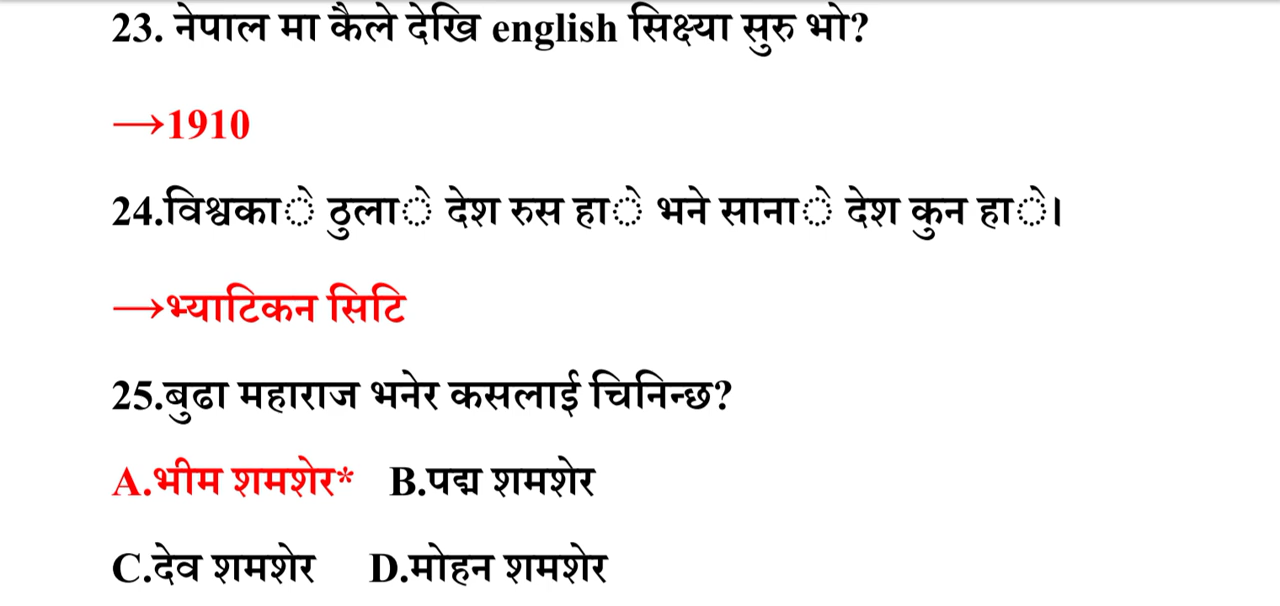 23. नेपाल मा कैले देखि english सिक्ष्या सुरु भो?
→1910
24.विश्वकाे ठुलाे देश रुस हाे भने सानाे देश कुन हाे।
→भ्याटिकन सिटि
25.बुढा महाराज भनेर कसलाई चिनिन्छ?
A.भीम शमशेर* B.पद्म शमशेर
C.देव शमशेर D.मोहन शमशेर